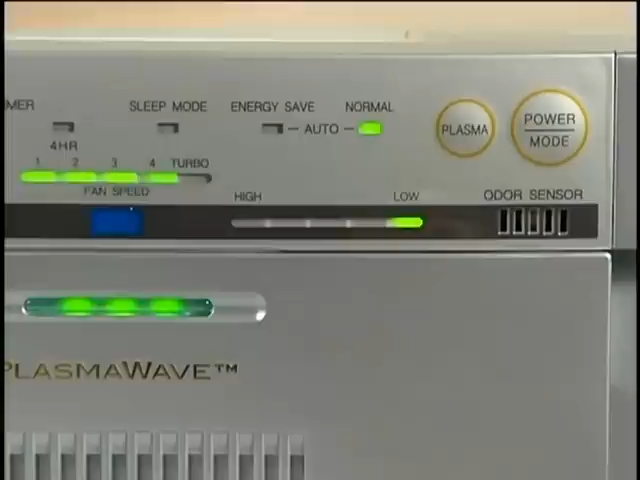 SLEEP MODE ENERGY SAVE NORMAL
4HR AUTO PLASMA POWER
MODE
1 2 3 4 TURBO
FAN SPEED
HIGH LOW ODOR SENSOR
PLASMAWAVE™